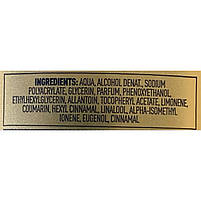 INGREDIENTS: AQUA, ALCOHOL DENAT., SODIUM
POLYACRYLATE, GLYCERIN, PARFUM, PHENOXYETHANOL,
ETHYLHEXYLGLYCERIN, ALLANTOIN, TOCOPHERYL ACETATE, LIMONENE,
COUMARIN, HEXYL CINNAMAL, LINALOOL, ALPHA-ISOMETHYL
IONENE, EUGENOL, CINNAMAL